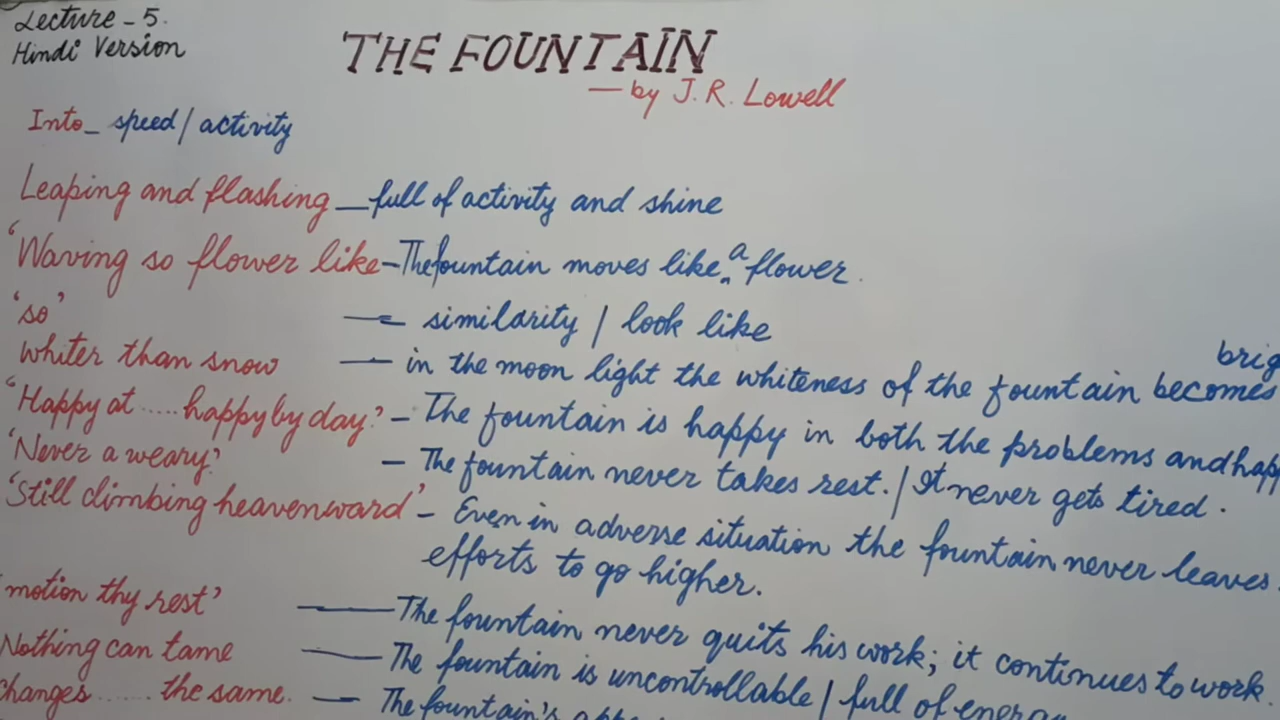 Lecture - 5.
Hindi Version
THE FOUNTAIN
— by J. R. Lowell
Into_ speed / activity
Leaping and flashing — full of activity and shine
'Waving so flower like - The fountain moves like a flower.
'so' — similarity / look like
whiter than snow — in the moon light the whiteness of the fountain becomes brig
'Happy at ..... happy by day.' - The fountain is happy in both the problems and happ
'Never a weary.' - The fountain never takes rest. / It never gets tired.
'Still climbing heavenward' - Even in adverse situation the fountain never leaves
efforts to go higher.
'motion thy rest' — The fountain never quits his work; it continues to work.
Nothing can tame — The fountain is uncontrollable / full of energy
changes ...... the same. — The fountain's